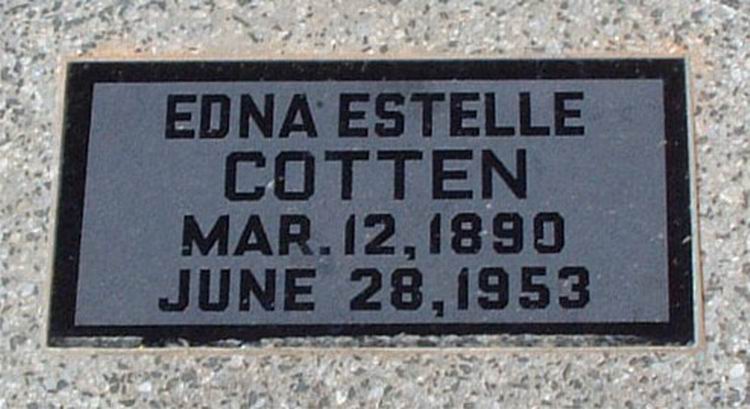 EDNA ESTELLE
COTTEN
MAR. 12, 1890
JUNE 28, 1953